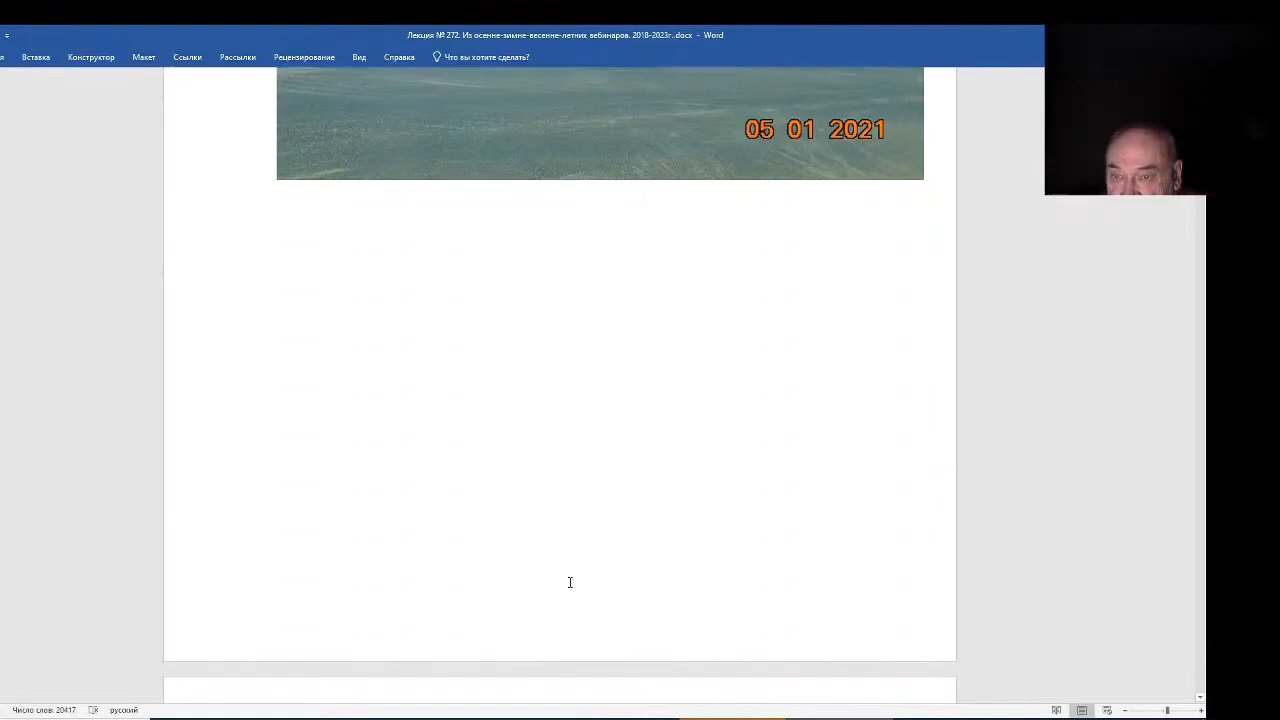 Лекция № 272. Из осенне-зимне-весенне-летних вебинаров. 2018-2023г..docx - Word
я Вставка Конструктор Макет Ссылки Рассылки Рецензирование Вид Справка Что вы хотите сделать?
05 01 2021
Число слов: 20417 русский